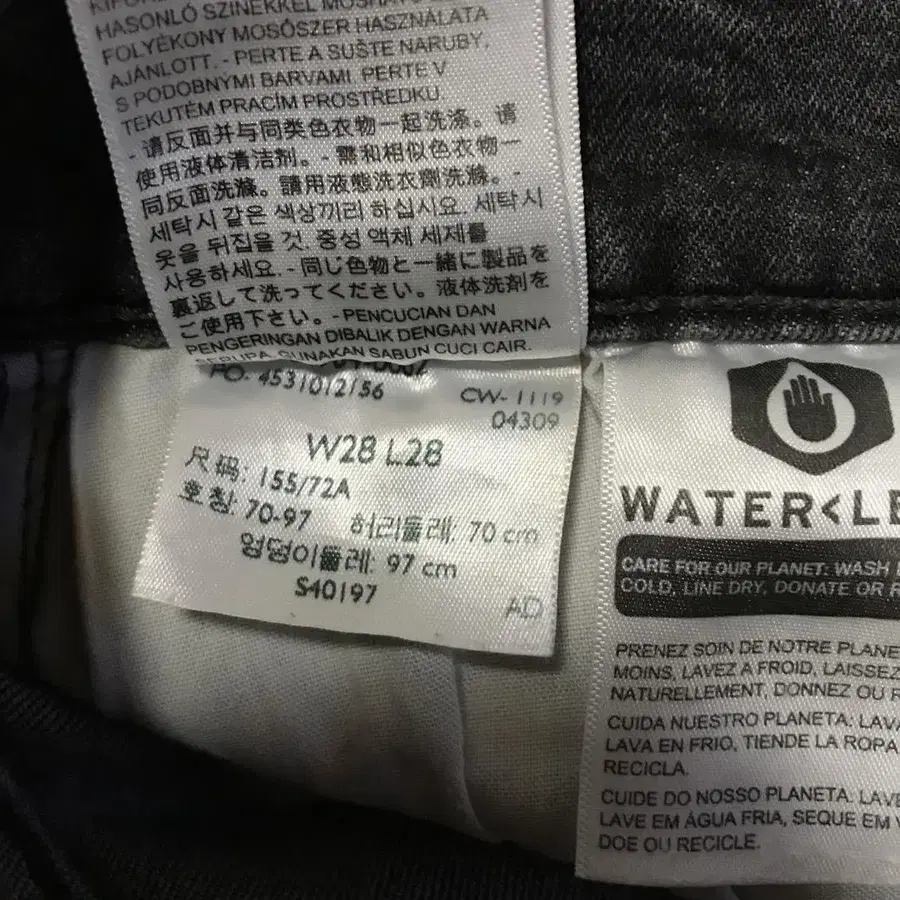 HASONLÓ SZÍNEKKEL
FOLYÉKONY MOSÓSZER HASZNÁLATA
AJÁNLOTT. - PERTE A SUŠTE NARUBY,
S PODOBNÝMI BARVAMI. PERTE V
TEKUTÉM PRACÍM PROSTŘEDKU.
- 请反面并与同类色衣物一起洗涤。请
使用液体清洁剂。- 需和相似色衣物一
同反面洗滌。請用液態洗衣劑洗滌。-
세탁시 같은 색상끼리 하십시요. 세탁시
옷을 뒤집을 것. 중성 액체 세제를
사용하세요. - 同じ色物と一緒に製品を
裏返して洗ってください。液体洗剤を
ご使用下さい。- PENCUCIAN DAN
PENGERINGAN DIBALIK DENGAN WARNA
SERUPA. GUNAKAN SABUN CUCI CAIR.
PO- 4531012156
CW- 1119
04309
W28 L28
尺码: 155/72A
호칭: 70-97 허리둘레: 70 cm
엉덩이둘레: 97 cm
S40197
AD
WATER<LE
CARE FOR OUR PLANET: WASH
COLD, LINE DRY, DONATE OR
PRENEZ SOIN DE NOTRE PLANE
MOINS, LAVEZ A FROID, LAISSEZ
NATURELLEMENT, DONNEZ OU
CUIDA NUESTRO PLANETA: LAVA
LAVA EN FRIO, TIENDE LA ROPA
RECICLA.
CUIDE DO NOSSO PLANETA: LAVE
LAVE EM ÁGUA FRIA, SEQUE EM
DOE OU RECICLE.